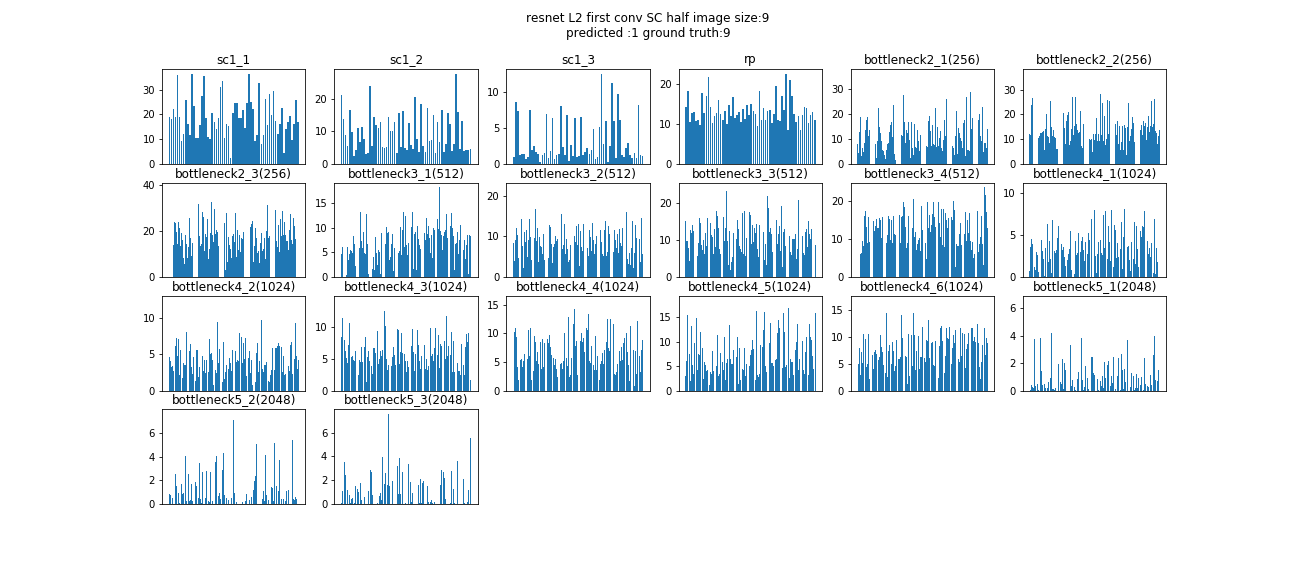 resnet L2 first conv SC half image size:9
predicted :1 ground truth:9
sc1_1 sc1_2 sc1_3 rp bottleneck2_1(256) bottleneck2_2(256)
30 20 10 0
20 10 0
10 5 0
20 10 0
30 20 10 0
30 20 10 0
bottleneck2_3(256) bottleneck3_1(512) bottleneck3_2(512) bottleneck3_3(512) bottleneck3_4(512) bottleneck4_1(1024)
40 20 0
15 10 5 0
20 10 0
20 10 0
20 10 0
10 5 0
bottleneck4_2(1024) bottleneck4_3(1024) bottleneck4_4(1024) bottleneck4_5(1024) bottleneck4_6(1024) bottleneck5_1(2048)
10 5 0
10 5 0
15 10 5 0
15 10 5 0
15 10 5 0
6 4 2 0
bottleneck5_2(2048) bottleneck5_3(2048)
6 4 2 0
6 4 2 0